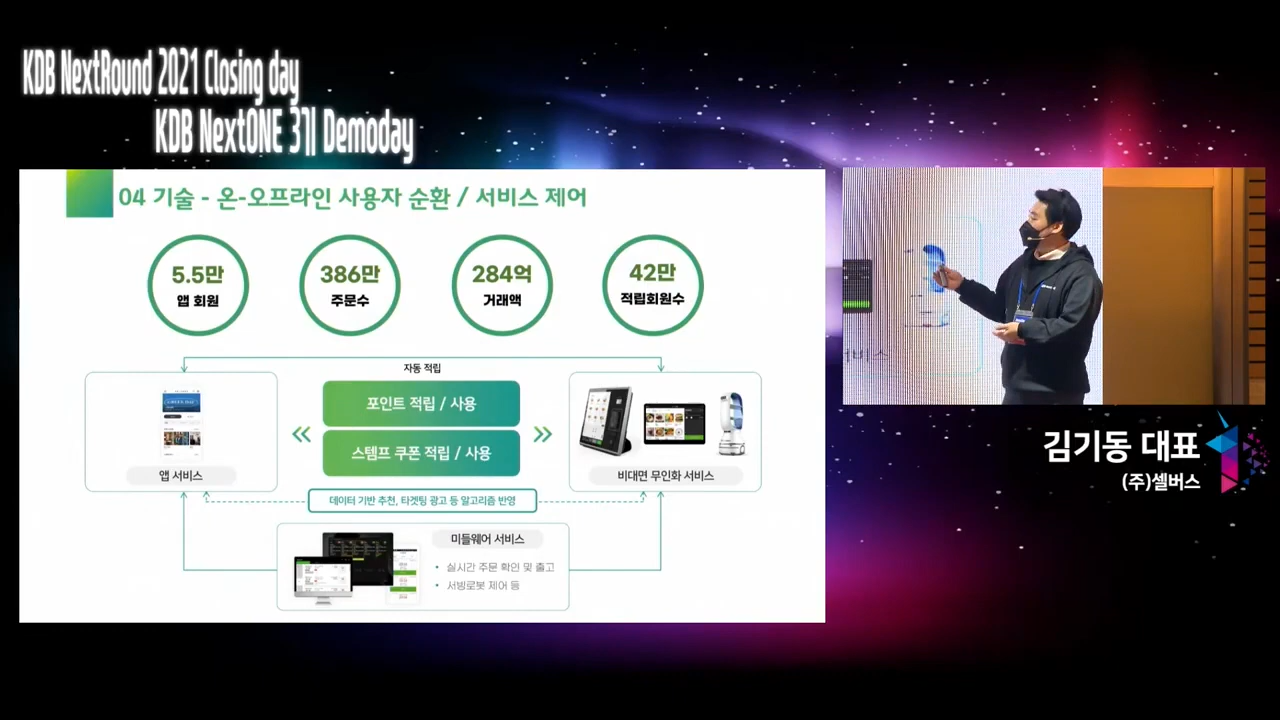 KDB NextRound 2021 Closing day
KDB NextONE 3기 Demoday
04 기술 - 온-오프라인 사용자 순환 / 서비스 제어
5.5만
앱 회원
386만
주문수
284억
거래액
42만
적립회원수
자동 적립
포인트 적립 / 사용
스템프 쿠폰 적립 / 사용
앱 서비스
비대면 무인화 서비스
데이터 기반 추천, 타겟팅 광고 등 알고리즘 반영
미들웨어 서비스
• 실시간 주문 확인 및 출고
• 서빙로봇 제어 등
김기동 대표
(주)셀버스